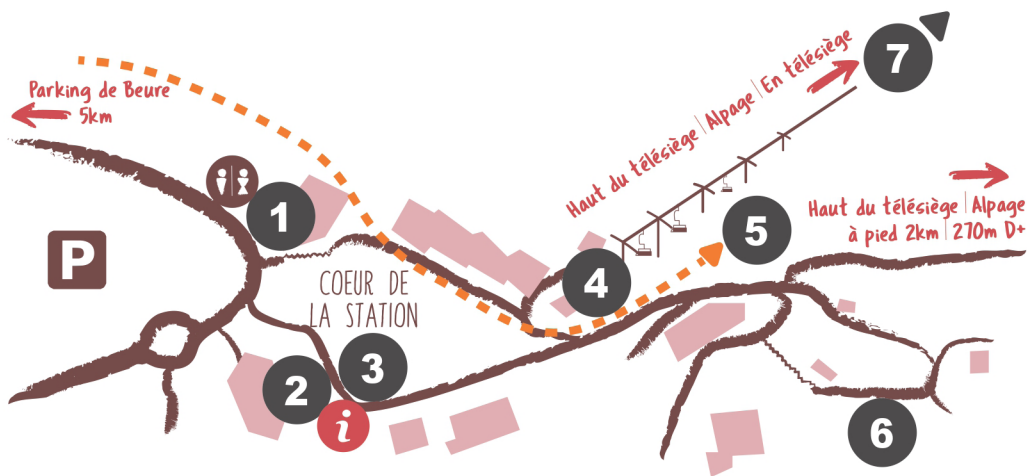 Parking de Beure
5km
P
1
COEUR DE
LA STATION
2
3
i
4
Haut du télésiège | Alpage | En télésiège
7
5
Haut du télésiège | Alpage
à pied 2km | 270m D+
6